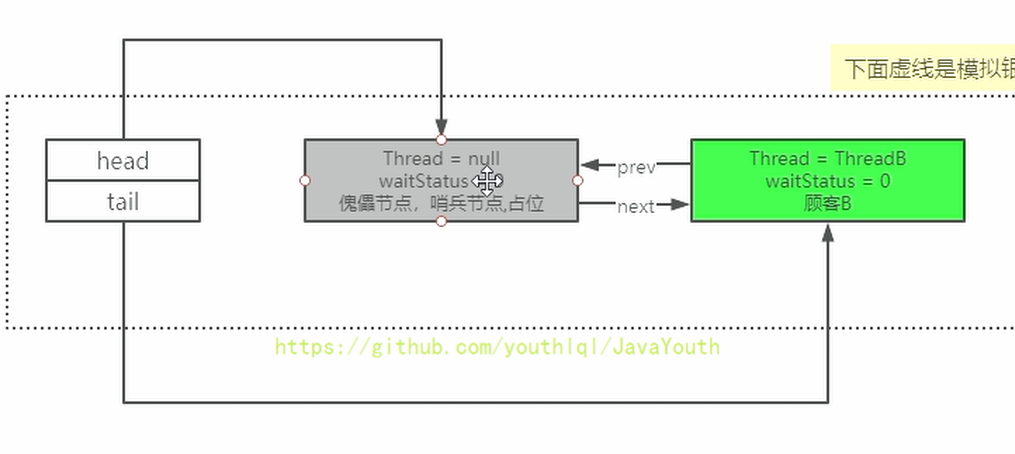 下面虚线是模拟银
head
tail
Thread = null
waitStatus
傀儡节点，哨兵节点,占位
prev
next
Thread = ThreadB
waitStatus = 0
顾客B
https://github.com/youthlql/JavaYouth